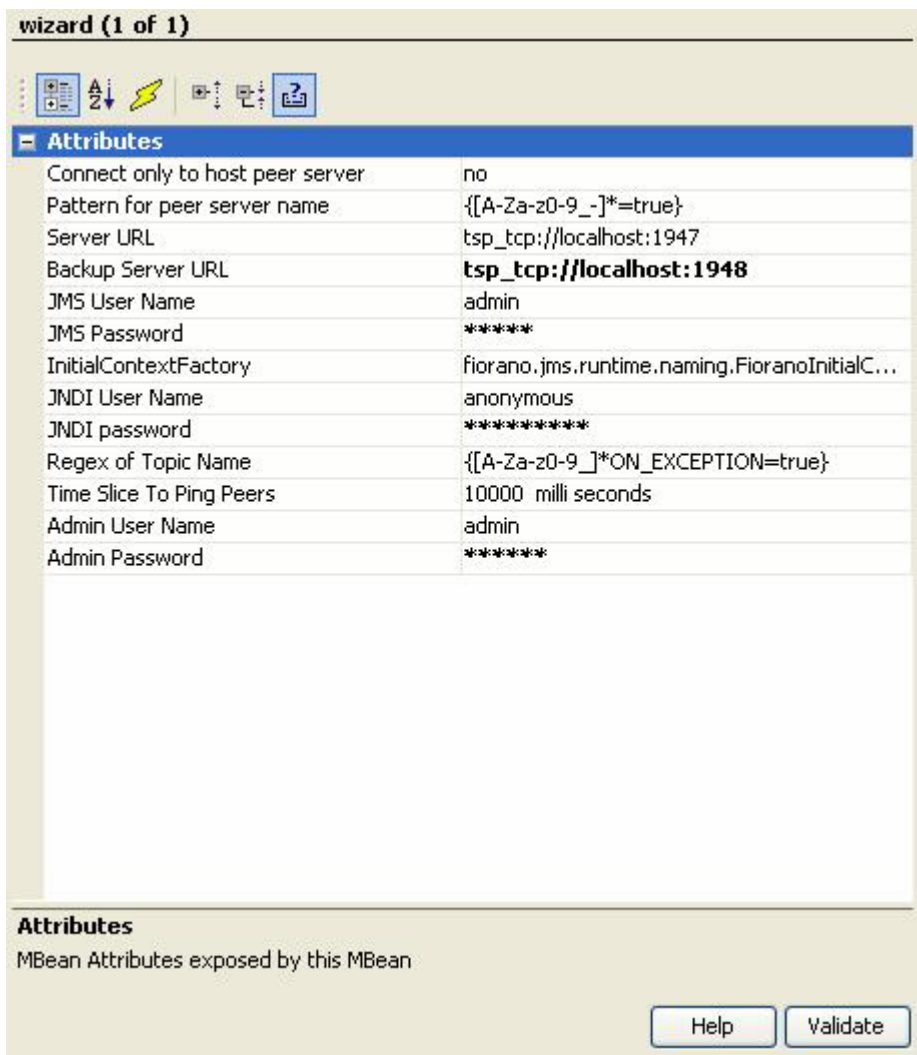 wizard (1 of 1)
Attributes
Connect only to host peer server no
Pattern for peer server name {[A-Za-z0-9_-]*=true}
Server URL tsp_tcp://localhost:1947
Backup Server URL tsp_tcp://localhost:1948
JMS User Name admin
JMS Password *****
InitialContextFactory fiorano.jms.runtime.naming.FioranoInitialC...
JNDI User Name anonymous
JNDI password *********
Regex of Topic Name {[A-Za-z0-9_]*ON_EXCEPTION=true}
Time Slice To Ping Peers 10000 milli seconds
Admin User Name admin
Admin Password ******
Attributes
MBean Attributes exposed by this MBean
Help Validate